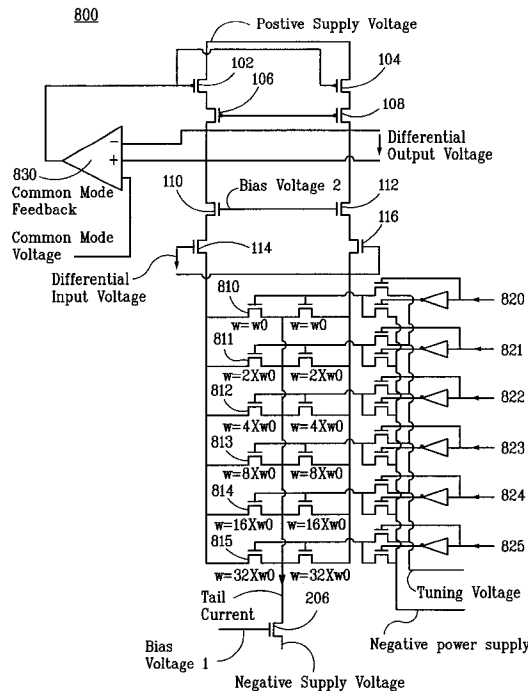 800
Postive Supply Voltage
102
104
106
108
Differential
Output Voltage
-
+
830
Common Mode
Feedback
Common Mode
Voltage
110
Bias Voltage 2
112
114
116
Differential
Input Voltage
810
w=w0
w=w0
820
811
w=2Xw0
w=2Xw0
821
812
w=4Xw0
w=4Xw0
822
813
w=8Xw0
w=8Xw0
823
814
w=16Xw0
w=16Xw0
824
815
w=32Xw0
w=32Xw0
825
Tail
Current
206
Tuning Voltage
Bias
Voltage 1
Negative power supply
Negative Supply Voltage